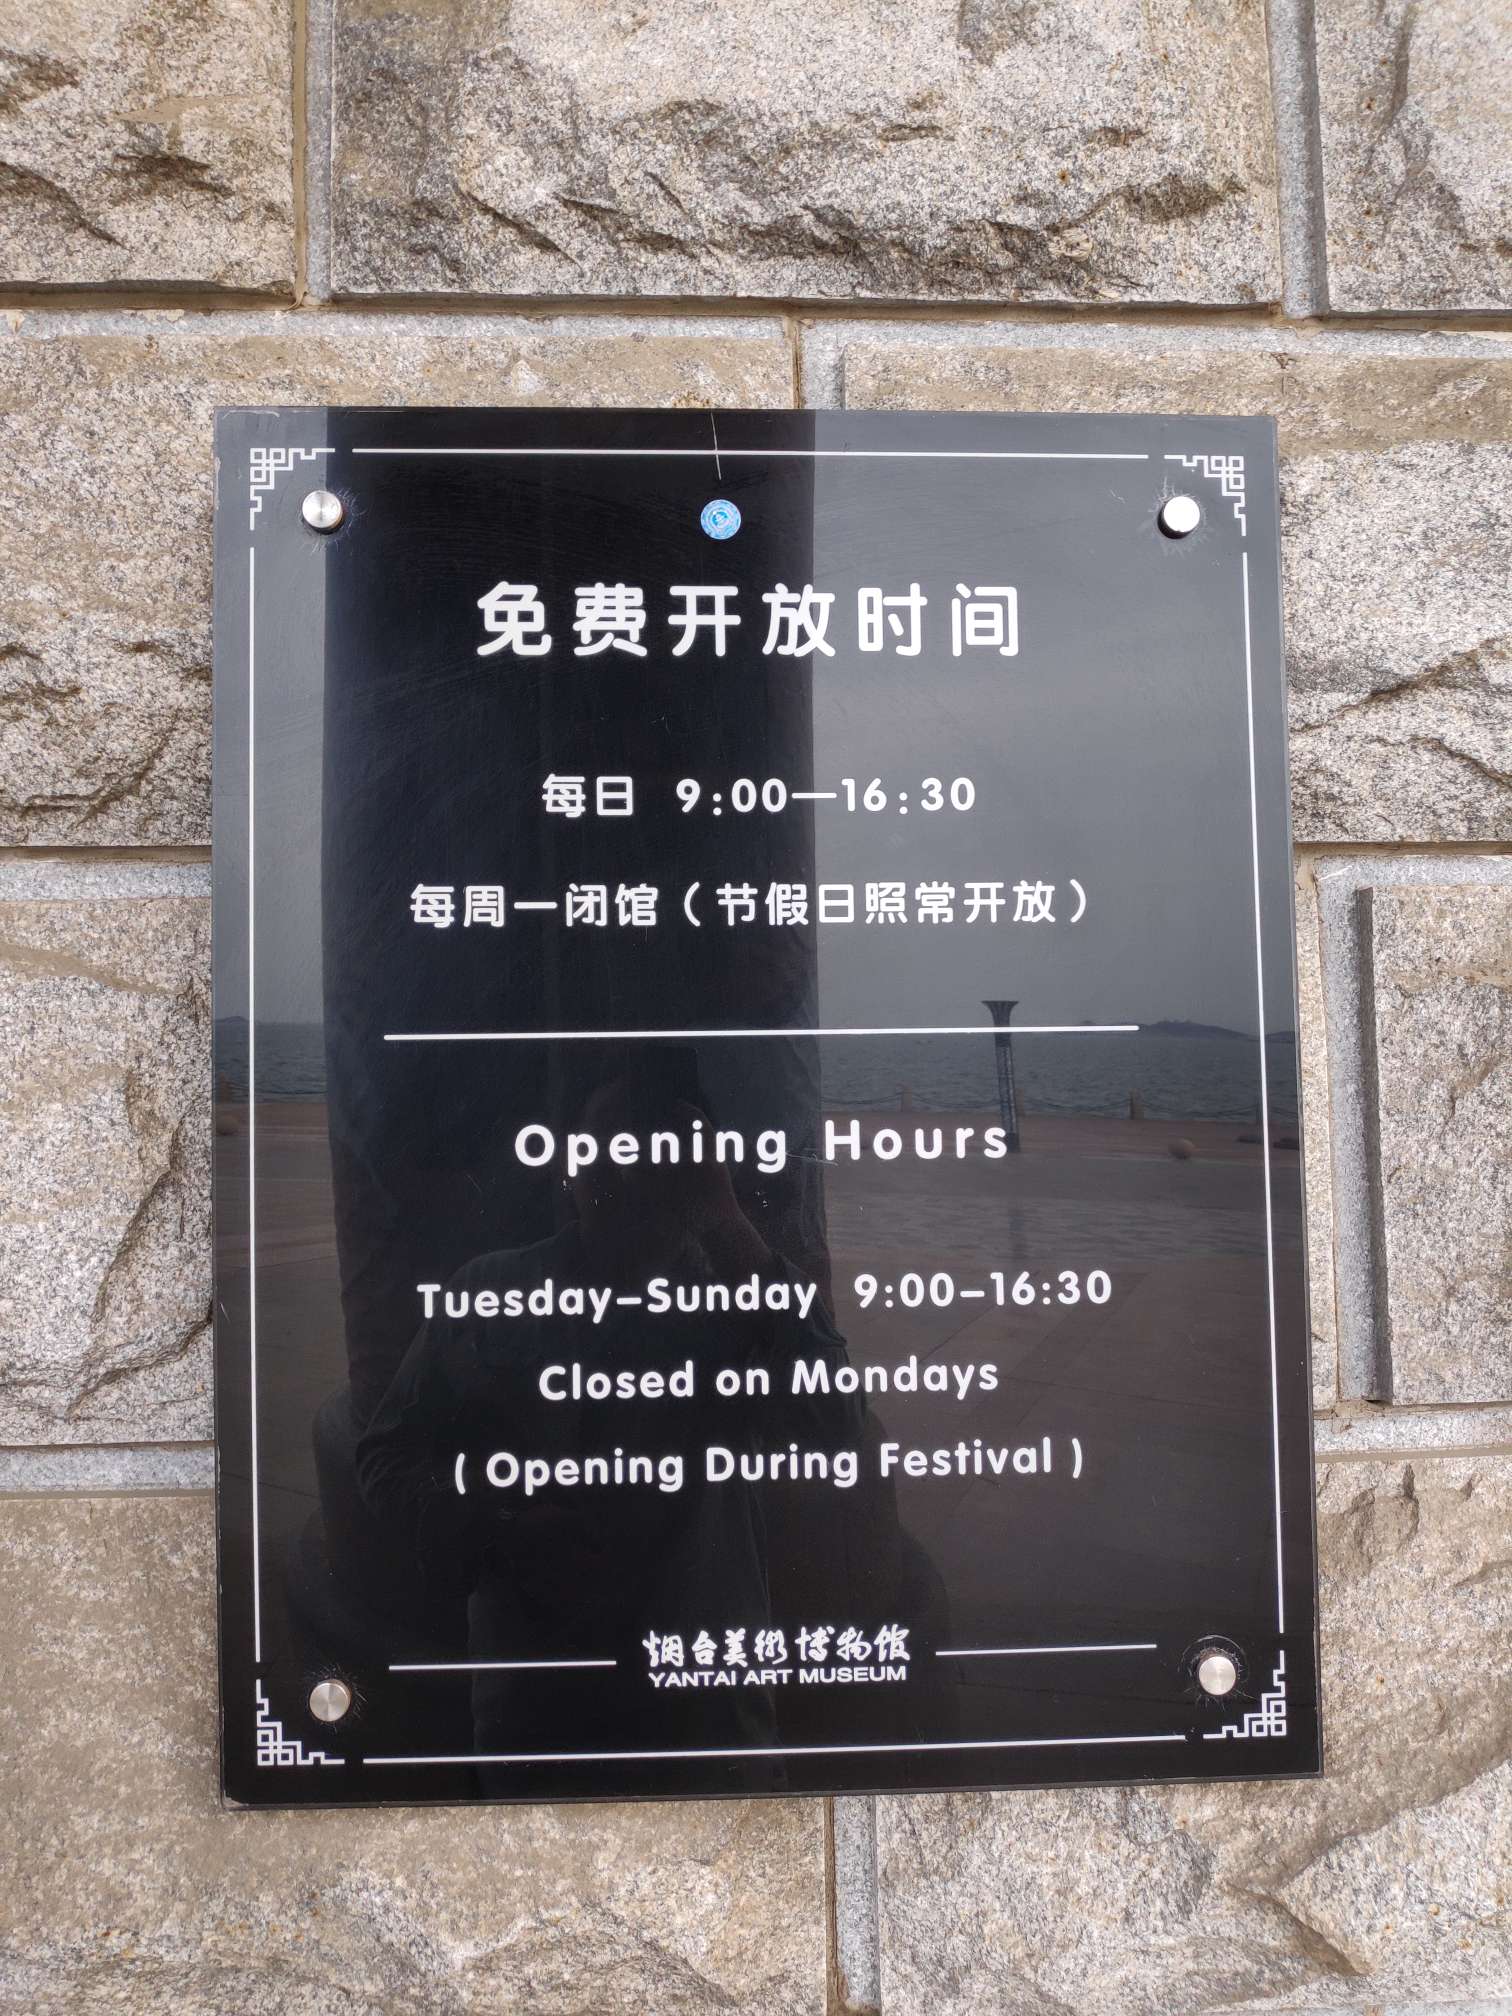 免费开放时间
每日 9:00—16:30
每周一闭馆（节假日照常开放）
Opening Hours
Tuesday–Sunday 9:00–16:30
Closed on Mondays
( Opening During Festival )
烟台美術博物馆
YANTAI ART MUSEUM